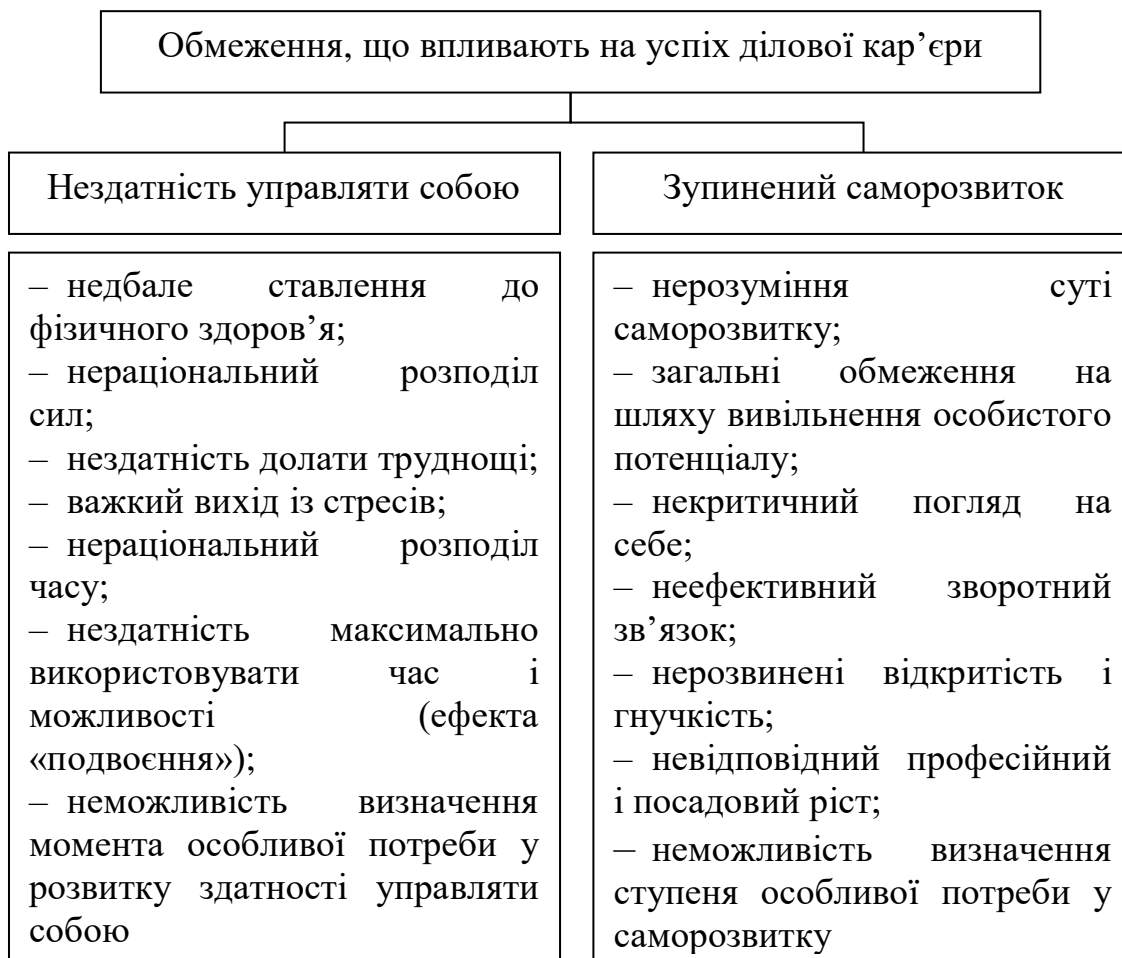 Обмеження, що впливають на успіх ділової кар’єри
Нездатність управляти собою
– недбале ставлення до
фізичного здоров’я;
– нераціональний розподіл
сил;
– нездатність долати труднощі;
– важкий вихід із стресів;
– нераціональний розподіл
часу;
– нездатність максимально
використовувати час і
можливості (ефекта
«подвоєння»);
– неможливість визначення
момента особливої потреби у
розвитку здатності управляти
собою
Зупинений саморозвиток
– нерозуміння суті
саморозвитку;
– загальні обмеження на
шляху вивільнення особистого
потенціалу;
– некритичний погляд на
себе;
– неефективний зворотний
зв’язок;
– нерозвинені відкритість і
гнучкість;
– невідповідний професійний
і посадовий ріст;
– неможливість визначення
ступеня особливої потреби у
саморозвитку